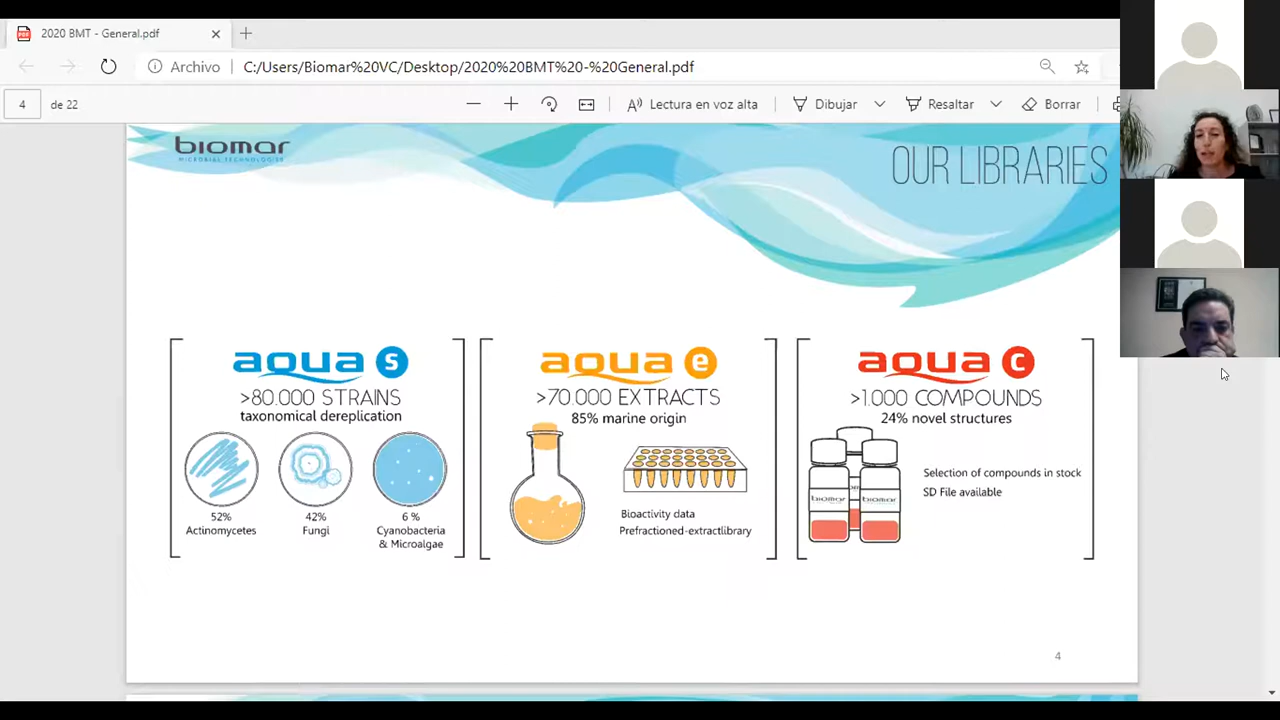 2020 BMT - General.pdf
Archivo
C:/Users/Biomar%20VC/Desktop/2020%20BMT%20-%20General.pdf
4
de 22
Lectura en voz alta
Dibujar
Resaltar
Borrar
biomar
MICROBIAL TECHNOLOGIES
OUR LIBRARIES
aqua s
>80.000 STRAINS
taxonomical dereplication
52%
Actinomycetes
42%
Fungi
6 %
Cyanobacteria
& Microalgae
aqua e
>70.000 EXTRACTS
85% marine origin
Bioactivity data
Prefractioned-extractlibrary
aqua c
>1.000 COMPOUNDS
24% novel structures
biomar
biomar
Selection of compounds in stock
SD File available
4